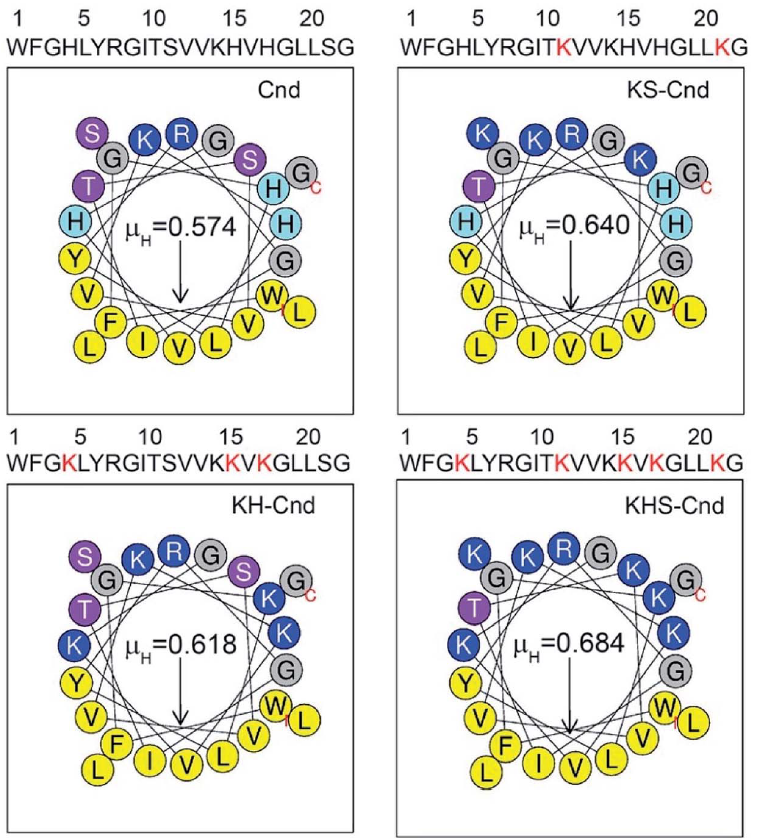 1 5 10 15 20
WFGHLYRGITSVVKHVHGLLSG
Cnd
S K R G S
G H G
T C
H H
μH=0.574
Y G
V W L
F V
L I V L
1 5 10 15 20
WFGHLYRGITKVVKHVHGLLKG
KS-Cnd
K K R G K
G H G
T C
H H
μH=0.640
Y G
V W L
F V
L I V L
1 5 10 15 20
WFGKLYRGITSVVKKVKGLLSG
KH-Cnd
S K R G S
G K G
T C
K K
μH=0.618
Y G
V W L
F V
L I V L
1 5 10 15 20
WFGKLYRGITKVVKKVKGLLKG
KHS-Cnd
K K R G K
G K G
T C
K K
μH=0.684
Y G
V W L
F V
L I V L